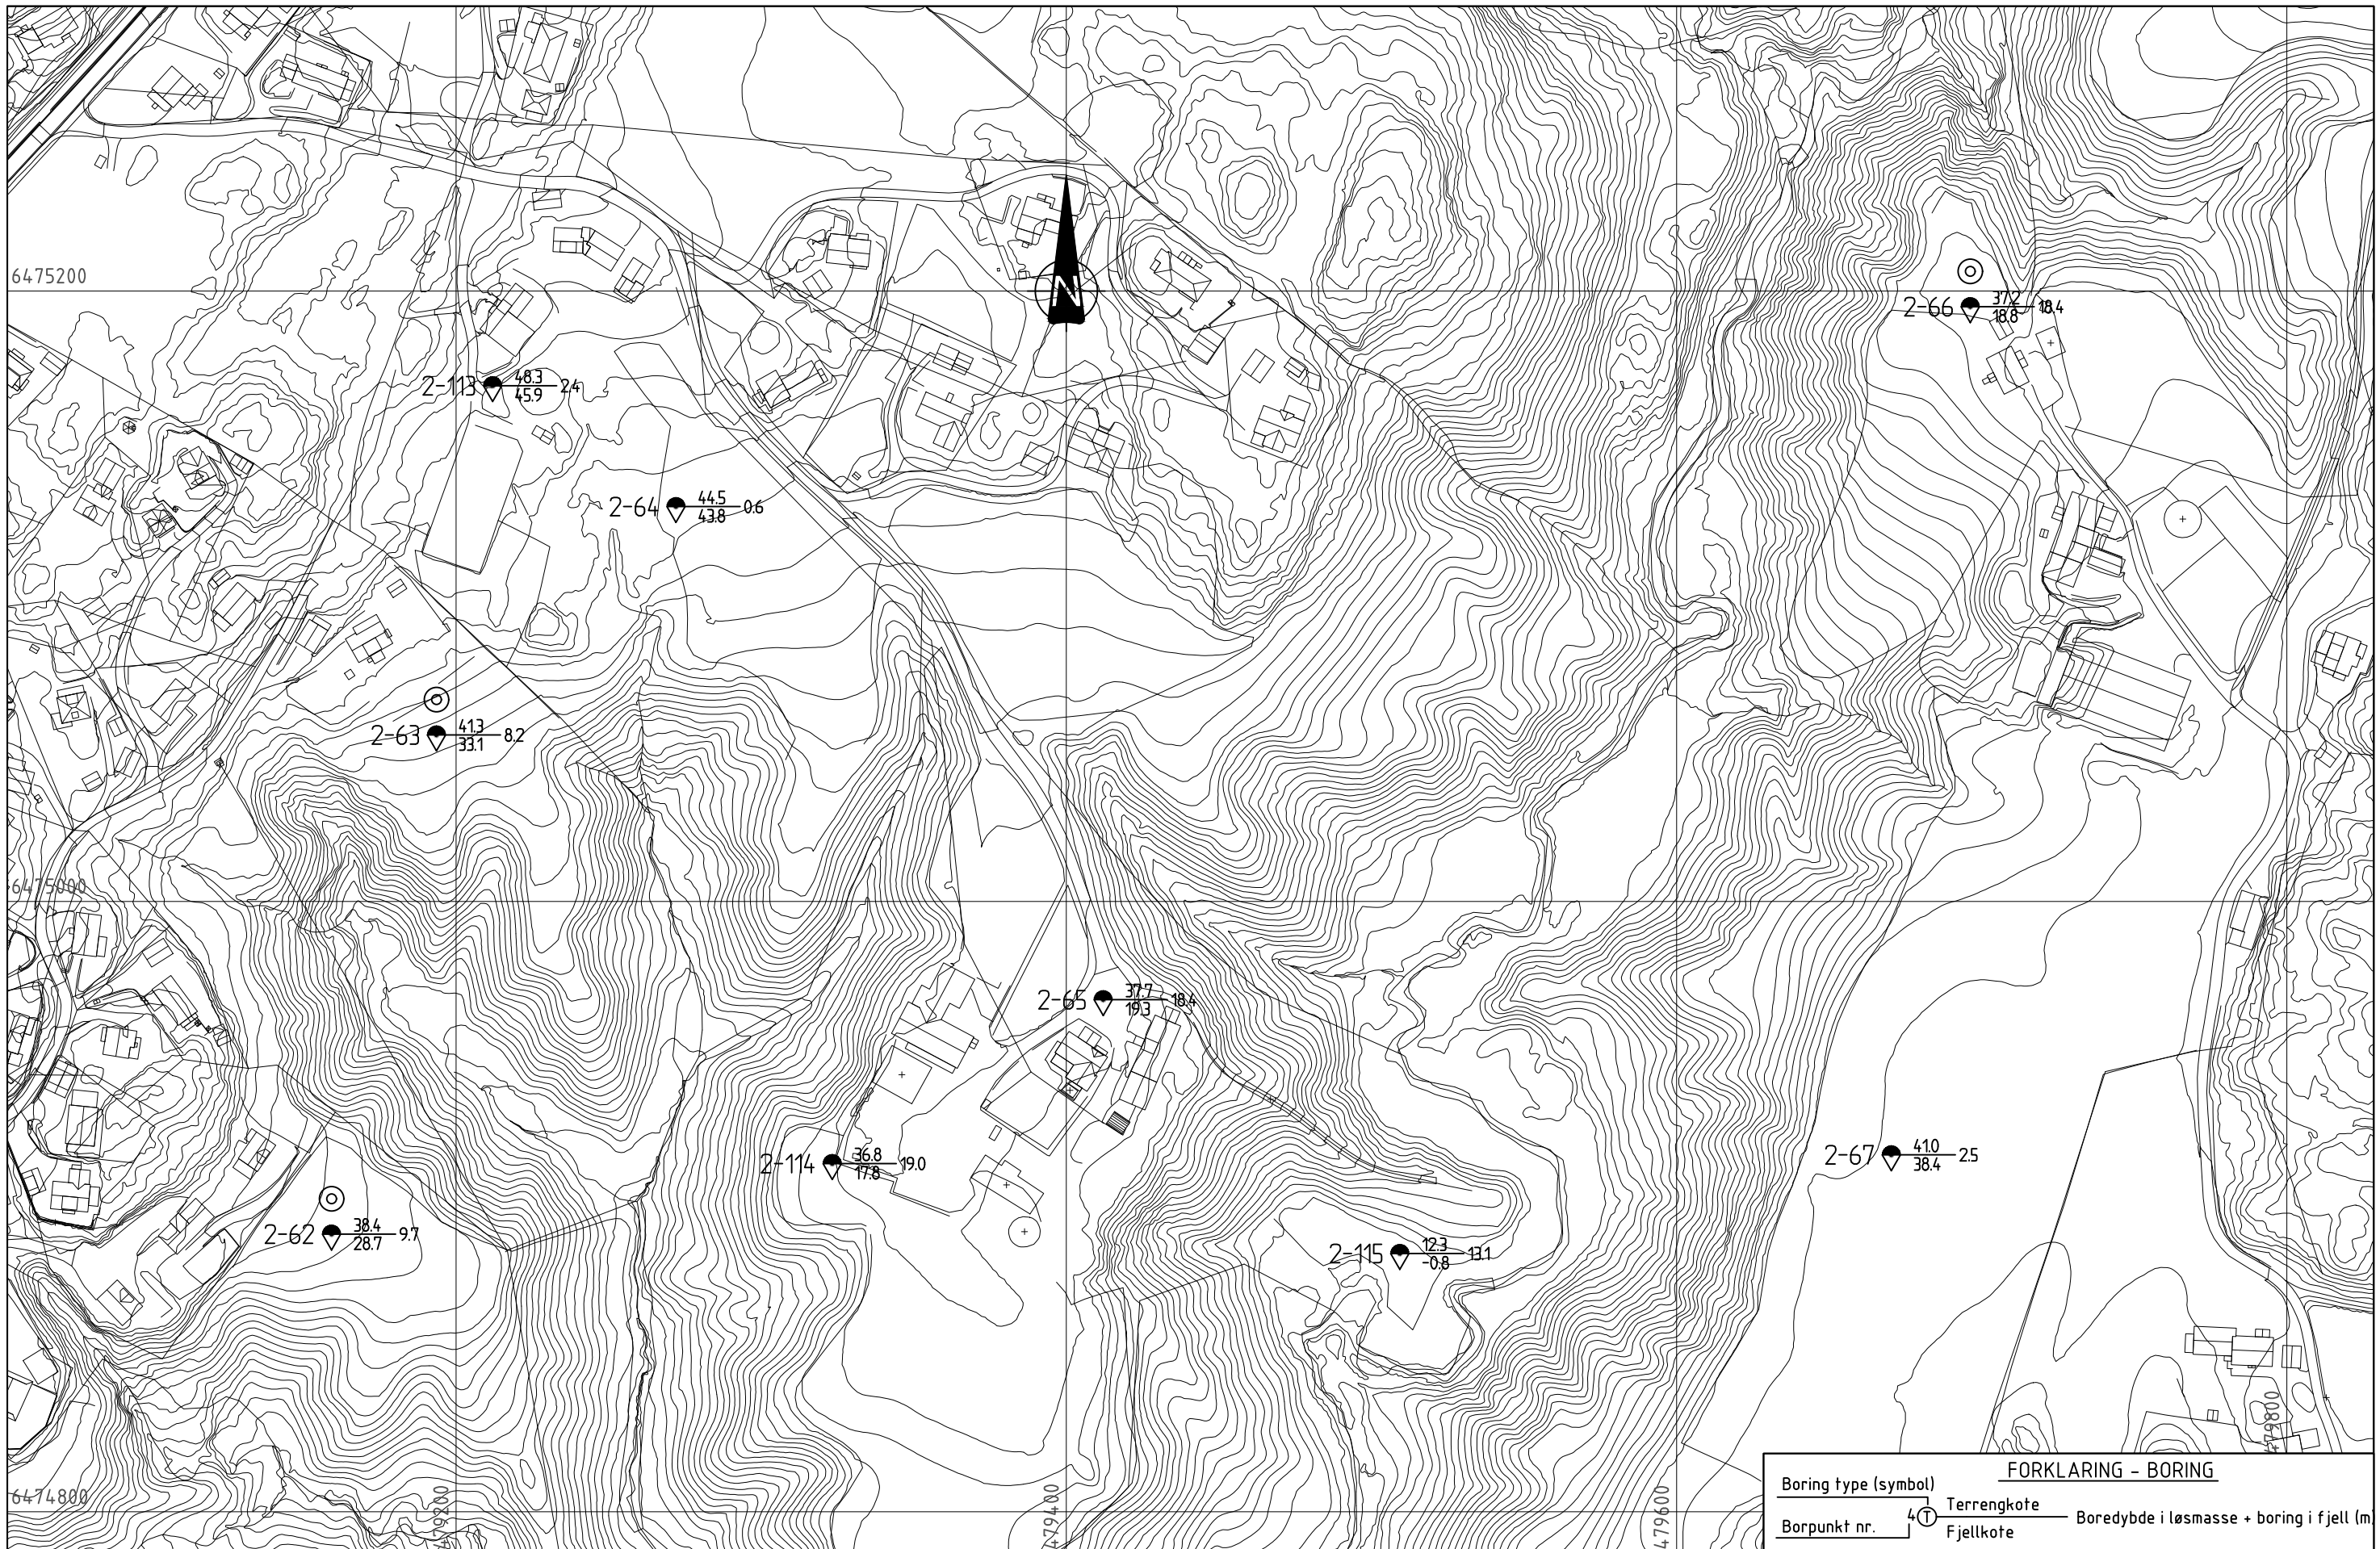 6475200
N
2-66 37.2 18.4
18.8
2-113 48.3 2.4
45.9
2-64 44.5 0.6
43.8
2-63 41.3 8.2
33.1
6475000
2-65 37.7 18.4
19.3
2-114 36.8 19.0
17.8
2-67 41.0 2.5
38.4
2-62 38.4 9.7
28.7
2-115 12.3 13.1
-0.8
6474800
479200
479400
479600
479800
FORKLARING - BORING
Boring type (symbol)
Borpunkt nr.
4 T
Terrengkote
Fjellkote
Boredybde i løsmasse + boring i fjell (m